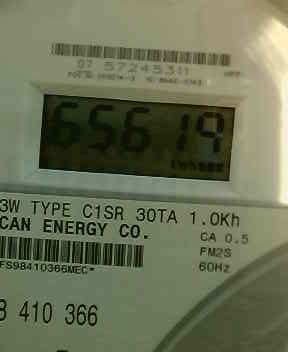 07 57245311
65619
3W TYPE C1SR 30TA 1.0Kh
CAN ENERGY CO.
CA 0.5
FM2S
60Hz
FS98410366MEC*
8 410 366